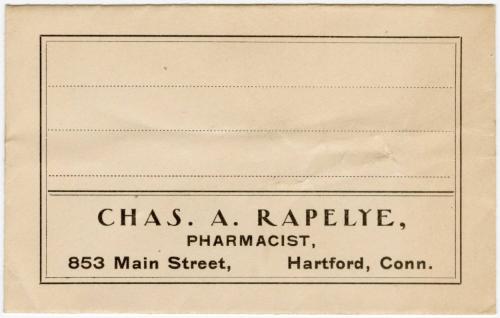 CHAS. A. RAPELYE,
PHARMACIST,
853 Main Street, Hartford, Conn.